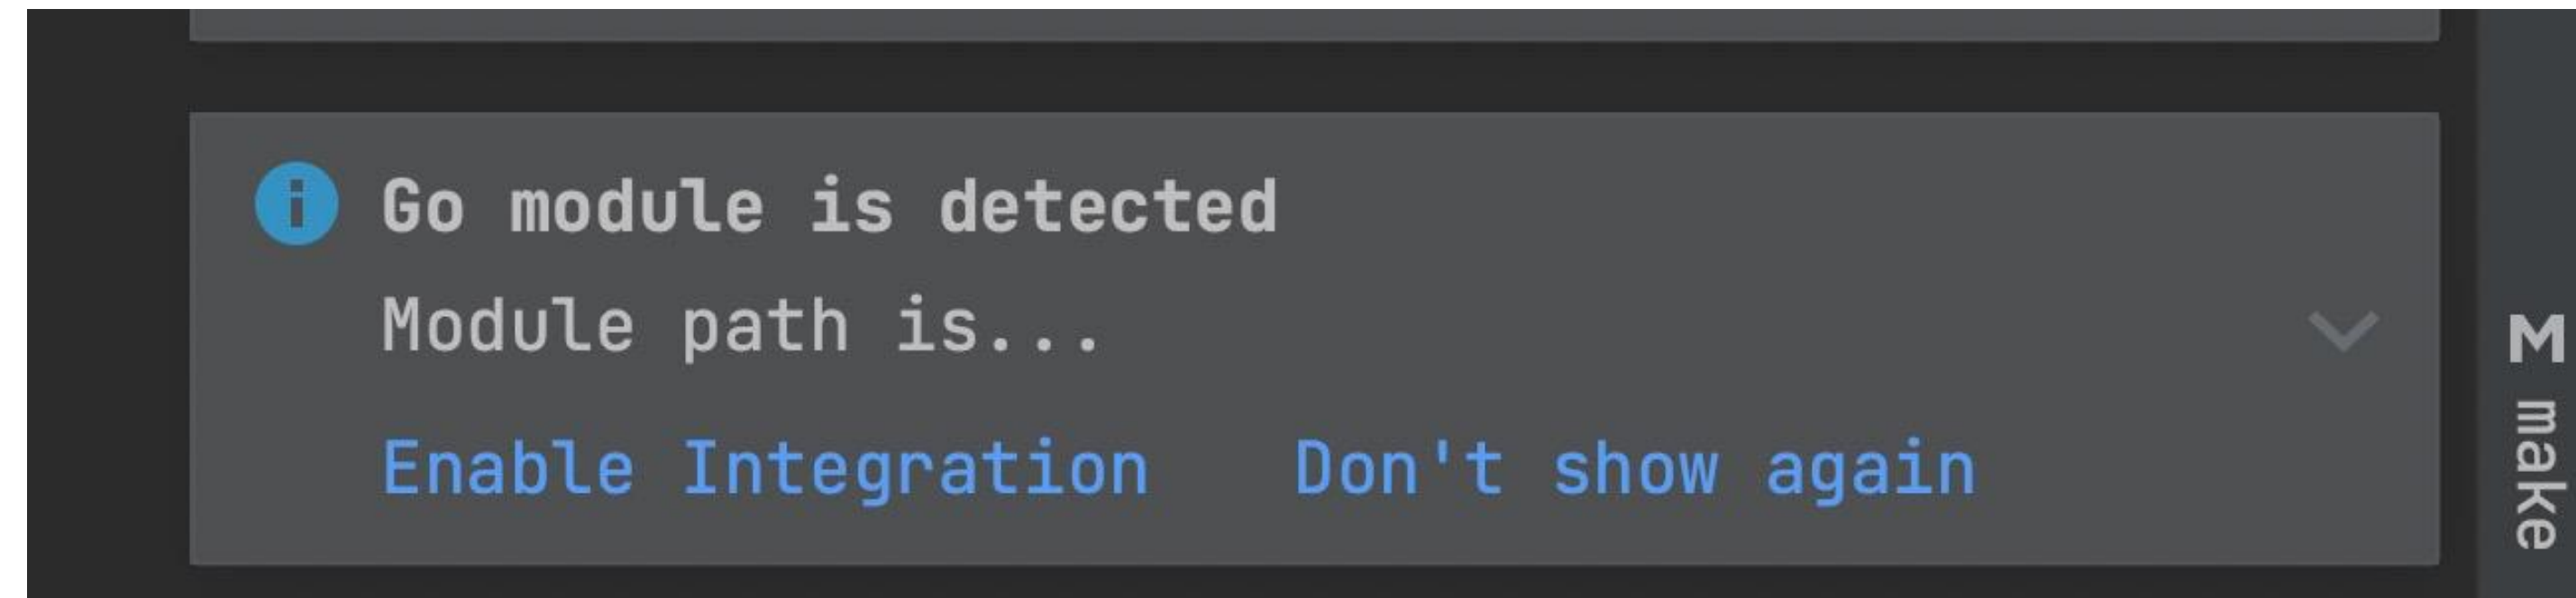 Go module is detected
Module path is...
Enable Integration Don't show again
M make